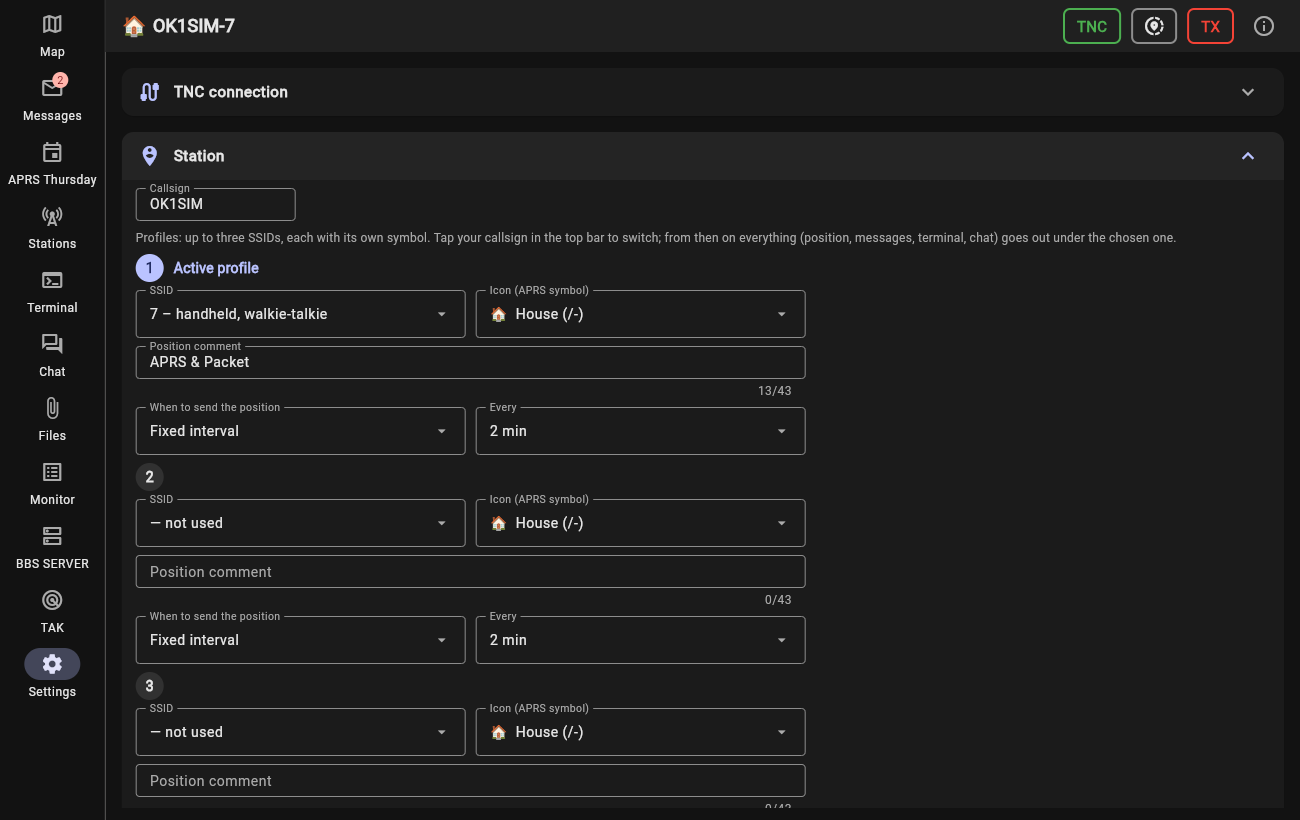 OK1SIM-7
TNC
TX
Map
2
Messages
APRS Thursday
Stations
Terminal
Chat
Files
Monitor
BBS SERVER
TAK
Settings
TNC connection
Station
Callsign
OK1SIM
Profiles: up to three SSIDs, each with its own symbol. Tap your callsign in the top bar to switch; from then on everything (position, messages, terminal, chat) goes out under the chosen one.
1 Active profile
SSID
7 – handheld, walkie-talkie
Icon (APRS symbol)
House (/-)
Position comment
APRS & Packet
13/43
When to send the position
Fixed interval
Every
2 min
2
SSID
— not used
Icon (APRS symbol)
House (/-)
Position comment
0/43
When to send the position
Fixed interval
Every
2 min
3
SSID
— not used
Icon (APRS symbol)
House (/-)
Position comment
0/43